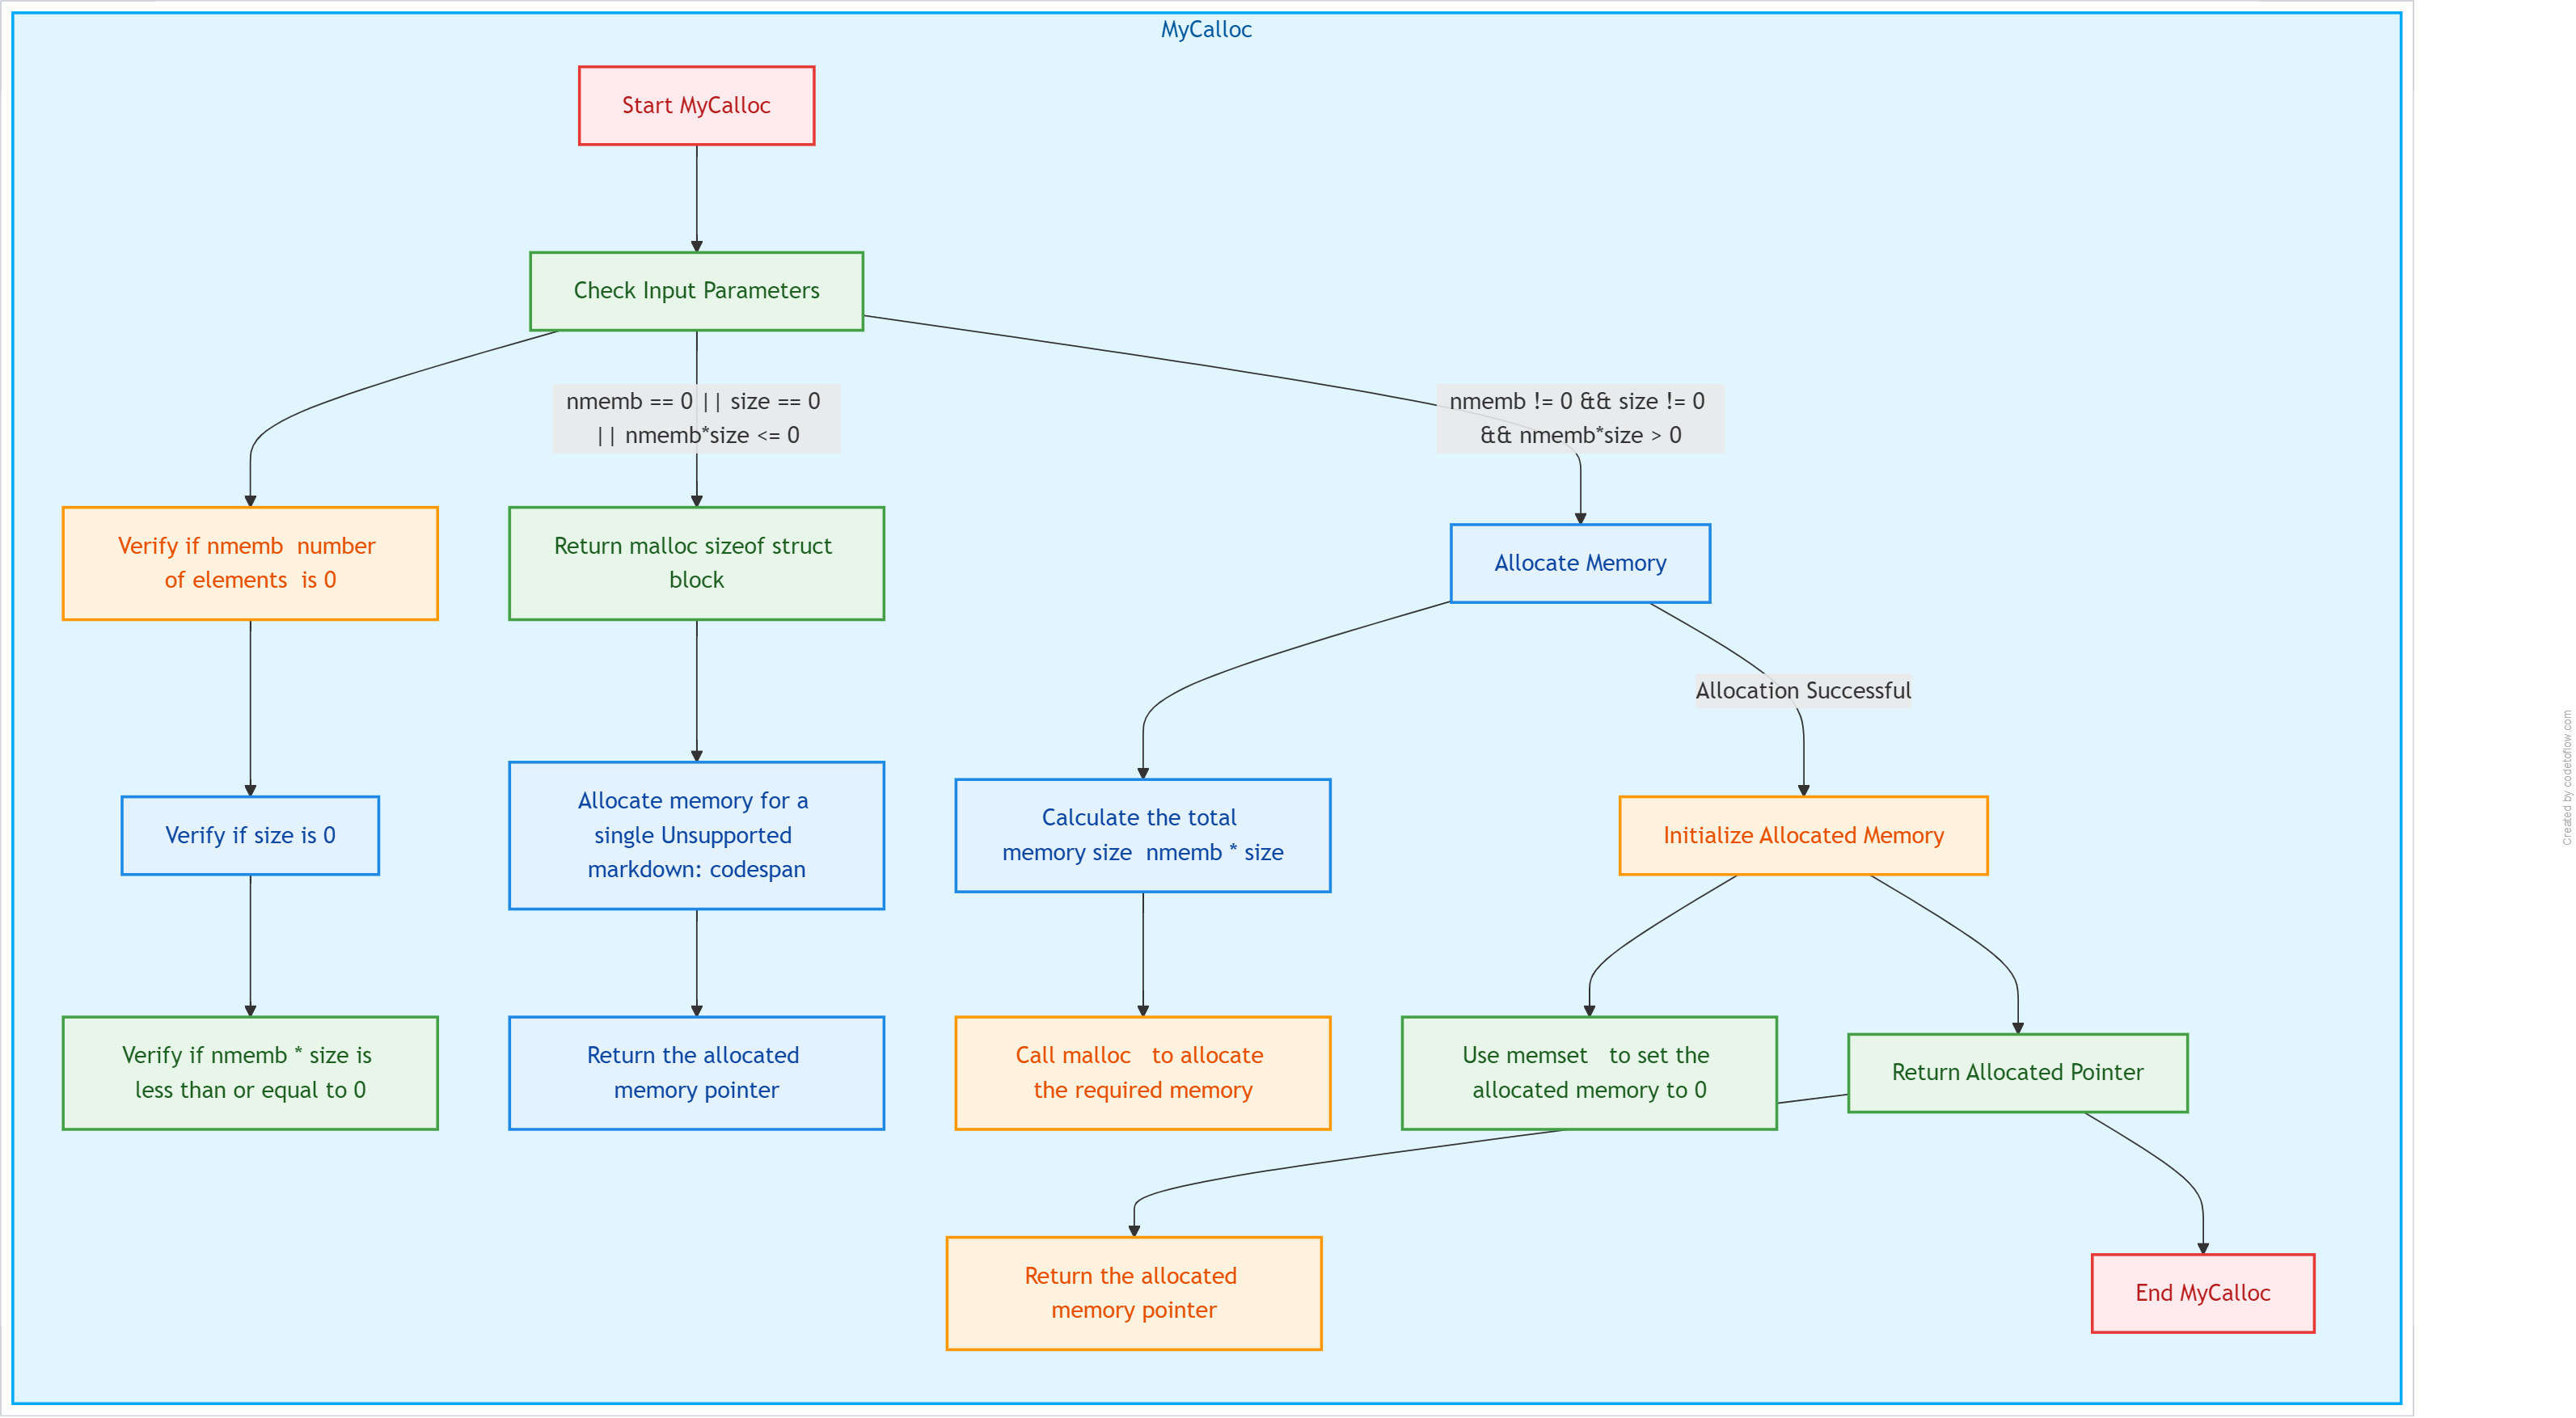 MyCalloc
Start MyCalloc
Check Input Parameters
nmemb == 0 || size == 0
|| nmemb*size <= 0
nmemb != 0 && size != 0
&& nmemb*size > 0
Verify if nmemb  number
of elements  is 0
Return malloc sizeof struct
block
Allocate Memory
Allocation Successful
Verify if size is 0
Allocate memory for a
single Unsupported
markdown: codespan
Calculate the total
memory size  nmemb * size
Initialize Allocated Memory
Verify if nmemb * size is
less than or equal to 0
Return the allocated
memory pointer
Call malloc   to allocate
the required memory
Use memset   to set the
allocated memory to 0
Return Allocated Pointer
Return the allocated
memory pointer
End MyCalloc
Created by codetoflow.com